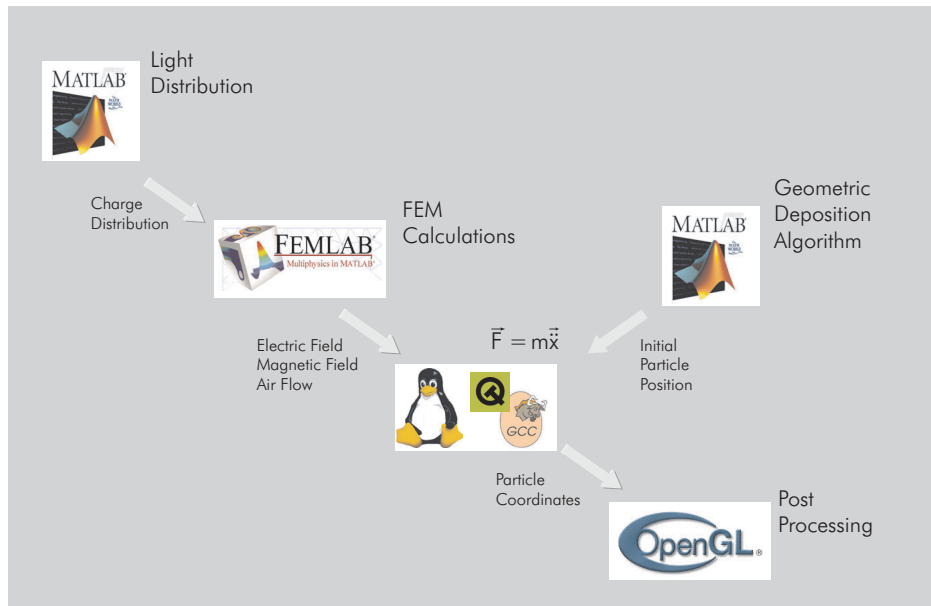 Light
Distribution
MATLAB
Charge
Distribution
FEMLAB®
Multiphysics in MATLAB®
FEM
Calculations
Geometric
Deposition
Algorithm
MATLAB
Electric Field
Magnetic Field
Air Flow
F⃗ = mẍ⃗
Initial
Particle
Position
GCC
Particle
Coordinates
OpenGL®
Post
Processing